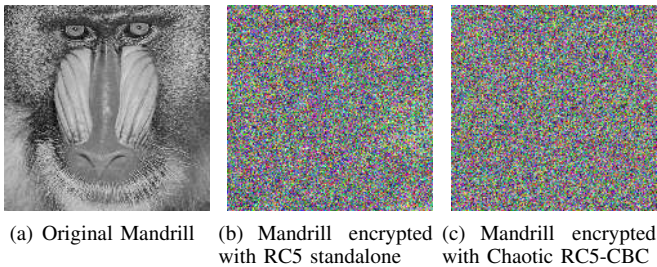 (a) Original Mandrill
(b) Mandrill encrypted
with RC5 standalone
(c) Mandrill encrypted
with Chaotic RC5-CBC